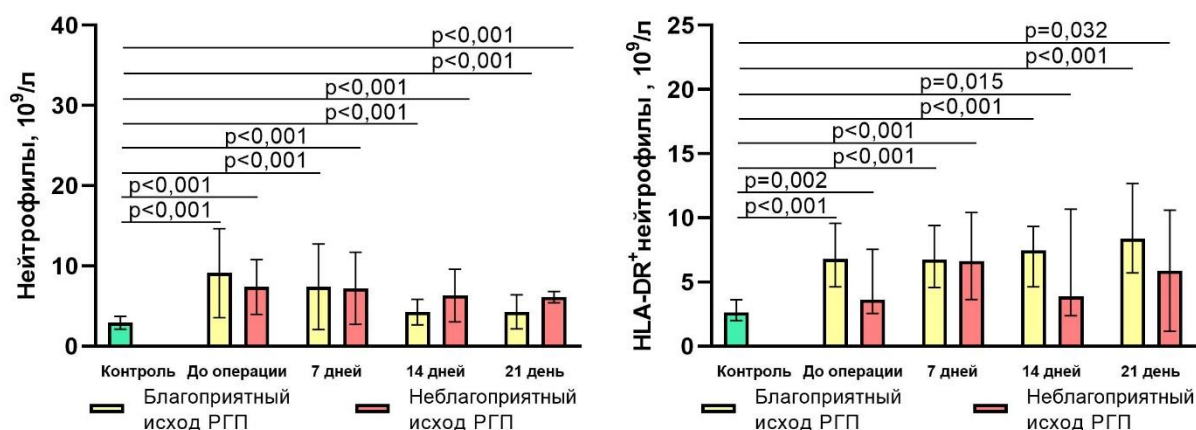 Нейтрофилы, 10⁹/л
40
30
20
10
0
p<0,001
p<0,001
p<0,001
p<0,001
p<0,001
p<0,001
p<0,001
p<0,001
Контроль
До операции
7 дней
14 дней
21 день
Благоприятный
исход РГП
Неблагоприятный
исход РГП
HLA-DR⁺нейтрофилы , 10⁹/л
25
20
15
10
5
0
p=0,032
p<0,001
p=0,015
p<0,001
p<0,001
p<0,001
p=0,002
p<0,001
Контроль
До операции
7 дней
14 дней
21 день
Благоприятный
исход РГП
Неблагоприятный
исход РГП